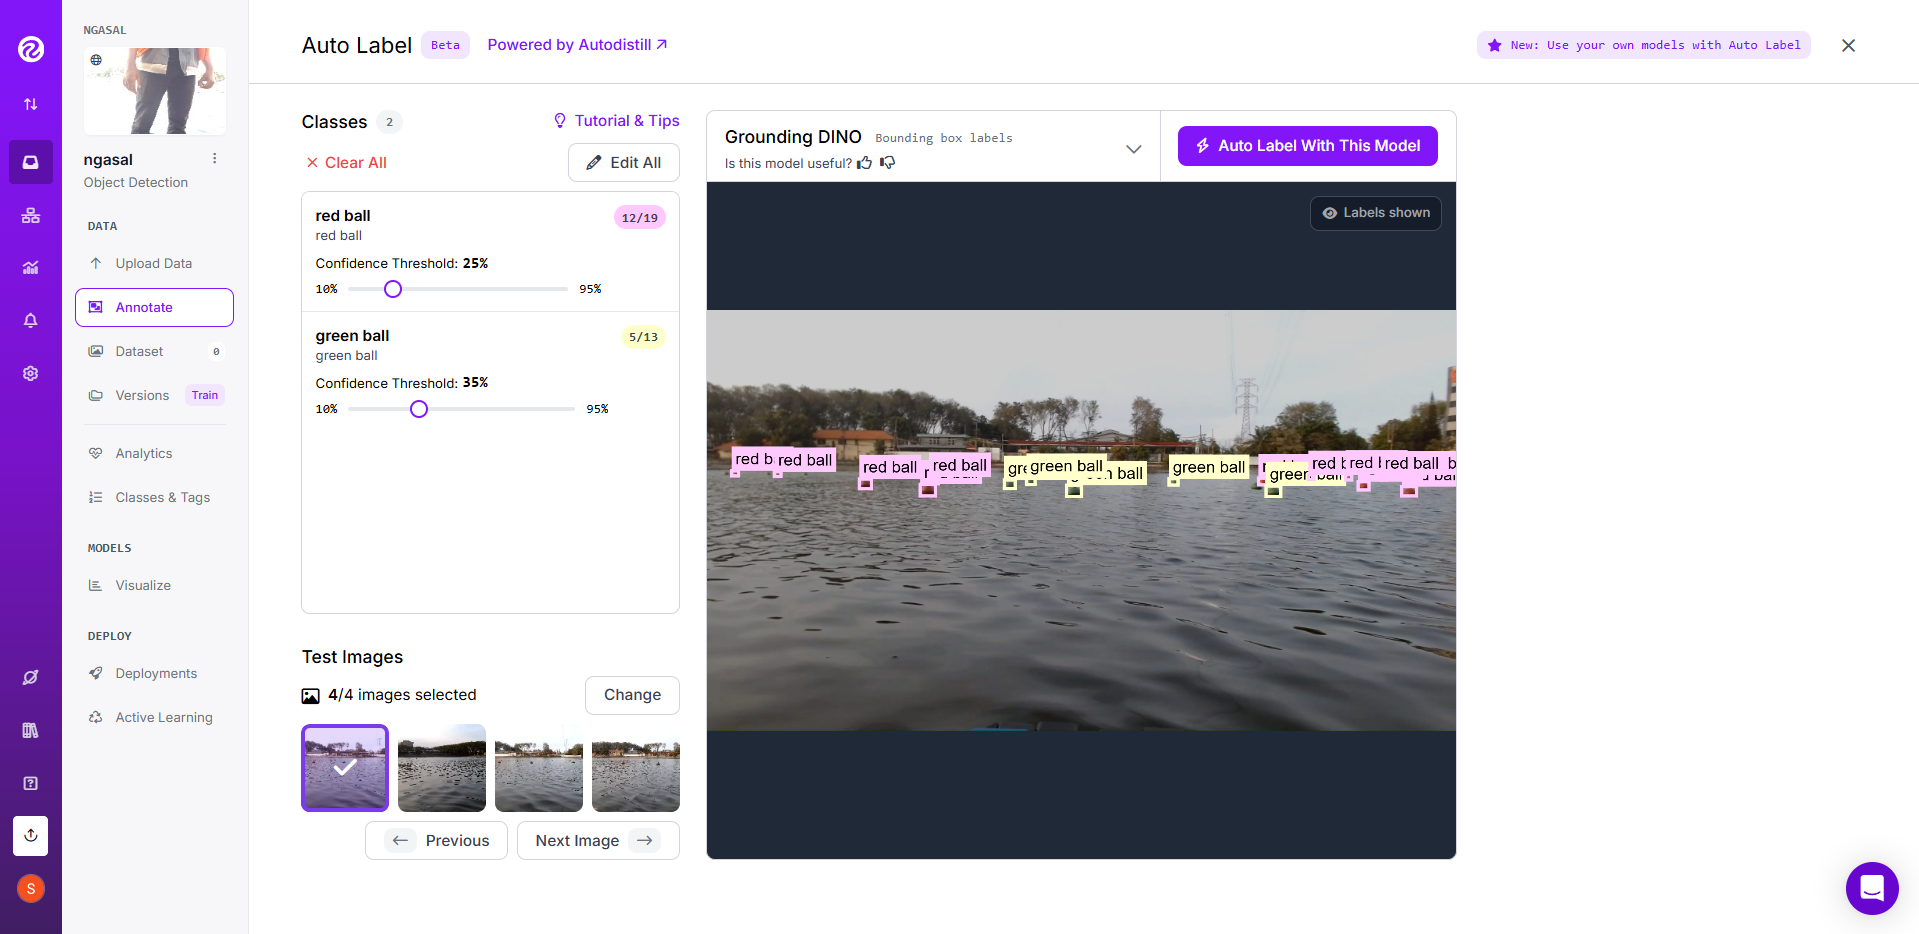 NGASAL
ngasal
Object Detection
DATA
Upload Data
Annotate
Dataset 0
Versions Train
Analytics
Classes & Tags
MODELS
Visualize
DEPLOY
Deployments
Active Learning
S
Auto Label Beta Powered by Autodistill
New: Use your own models with Auto Label
Classes 2 Tutorial & Tips
Clear All Edit All
red ball 12/19
red ball
Confidence Threshold: 25%
10% 95%
green ball 5/13
green ball
Confidence Threshold: 35%
10% 95%
Test Images
4/4 images selected Change
Previous Next Image
Grounding DINO Bounding box labels
Is this model useful?
Auto Label With This Model
Labels shown
red b red ball red ball red ball green ball green ball red b red ball
green ball